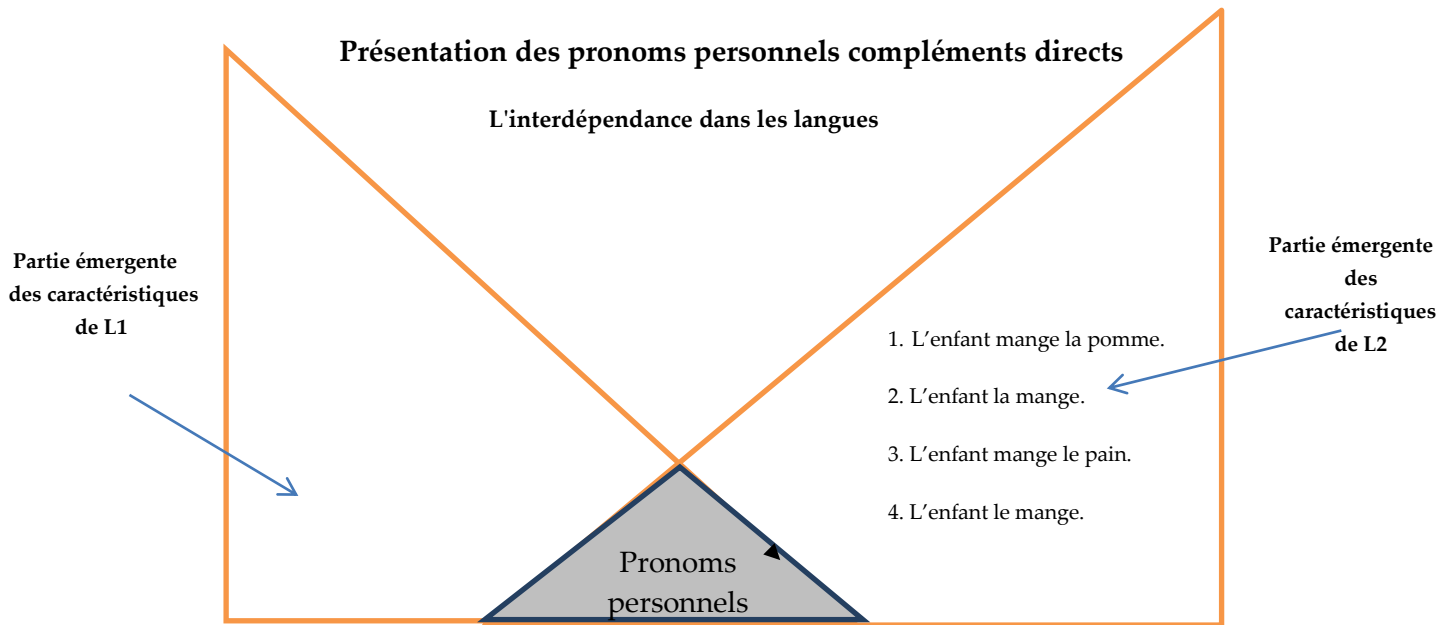 Présentation des pronoms personnels compléments directs
L'interdépendance dans les langues
Partie émergente
des caractéristiques
de L1
Partie émergente
des
caractéristiques
de L2
1. L’enfant mange la pomme.
2. L’enfant la mange.
3. L’enfant mange le pain.
4. L’enfant le mange.
Pronoms
personnels